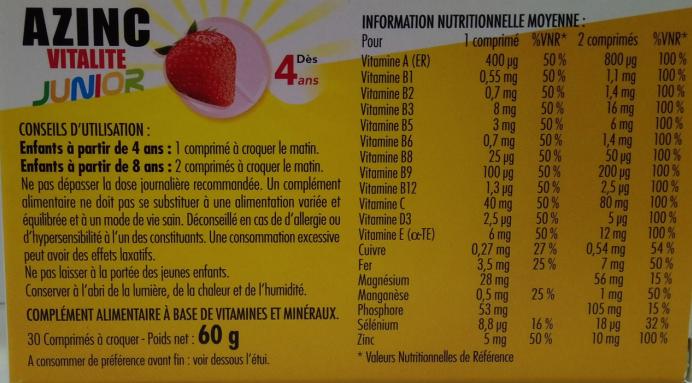 AZINC
VITALITE
JUNIOR
Dès
4 ans
CONSEILS D'UTILISATION :
Enfants à partir de 4 ans : 1 comprimé à croquer le matin.
Enfants à partir de 8 ans : 2 comprimés à croquer le matin.
Ne pas dépasser la dose journalière recommandée. Un complément
alimentaire ne doit pas se substituer à une alimentation variée et
équilibrée et à un mode de vie sain. Déconseillé en cas d'allergie ou
d'hypersensibilité à l'un des constituants. Une consommation excessive
peut avoir des effets laxatifs.
Ne pas laisser à la portée des jeunes enfants.
Conserver à l'abri de la lumière, de la chaleur et de l'humidité.
COMPLÉMENT ALIMENTAIRE À BASE DE VITAMINES ET MINÉRAUX.
30 Comprimés à croquer - Poids net : 60 g
A consommer de préférence avant fin : voir dessous l'étui.
INFORMATION NUTRITIONNELLE MOYENNE :
Pour 1 comprimé %VNR* 2 comprimés %VNR*
Vitamine A (ER) 400 µg 50 % 800 µg 100 %
Vitamine B1 0,55 mg 50 % 1,1 mg 100 %
Vitamine B2 0,7 mg 50 % 1,4 mg 100 %
Vitamine B3 8 mg 50 % 16 mg 100 %
Vitamine B5 3 mg 50 % 6 mg 100 %
Vitamine B6 0,7 mg 50 % 1,4 mg 100 %
Vitamine B8 25 µg 50 % 50 µg 100 %
Vitamine B9 100 µg 50 % 200 µg 100 %
Vitamine B12 1,3 µg 50 % 2,5 µg 100 %
Vitamine C 40 mg 50 % 80 mg 100 %
Vitamine D3 2,5 µg 50 % 5 µg 100 %
Vitamine E (α-TE) 6 mg 50 % 12 mg 100 %
Cuivre 0,27 mg 27 % 0,54 mg 54 %
Fer 3,5 mg 25 % 7 mg 50 %
Magnésium 28 mg 56 mg 15 %
Manganèse 0,5 mg 25 % 1 mg 50 %
Phosphore 53 mg 105 mg 15 %
Sélénium 8,8 µg 16 % 18 µg 32 %
Zinc 5 mg 50 % 10 mg 100 %
* Valeurs Nutritionnelles de Référence